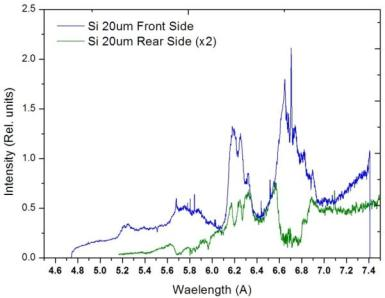 2.5
Si 20um Front Side
Si 20um Rear Side (x2)
2.0
1.5
1.0
0.5
0.0
Intensity (Rel. units)
4.6 4.8 5.0 5.2 5.4 5.6 5.8 6.0 6.2 6.4 6.6 6.8 7.0 7.2 7.4
Wavelength (A)